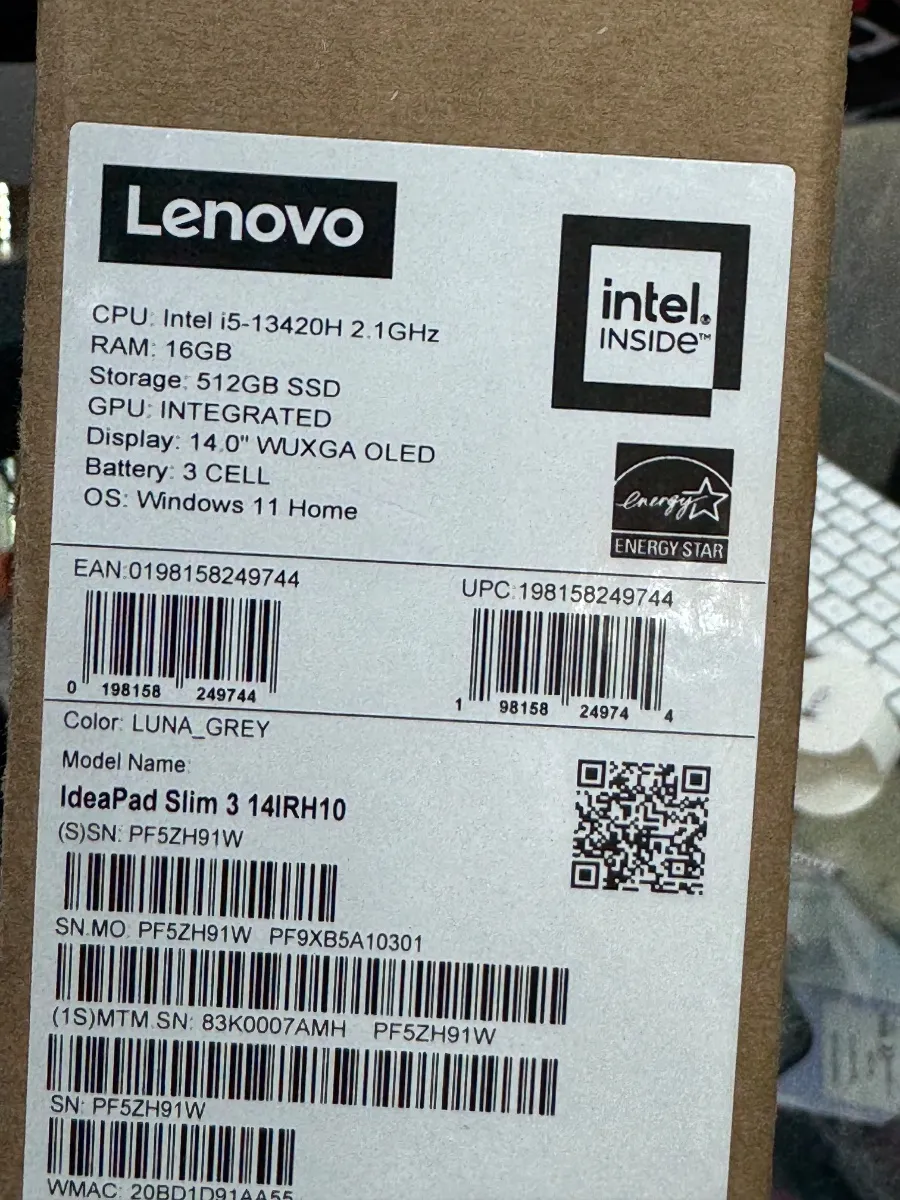 Lenovo
intel.
INSIDE™
CPU: Intel i5-13420H 2.1GHz
RAM: 16GB
Storage: 512GB SSD
GPU: INTEGRATED
Display: 14.0" WUXGA OLED
Battery: 3 CELL
OS: Windows 11 Home
energy
ENERGY STAR
EAN:0198158249744
0 198158 249744
UPC:198158249744
1 98158 24974 4
Color: LUNA_GREY
Model Name:
IdeaPad Slim 3 14IRH10
(S)SN: PF5ZH91W
SN.MO: PF5ZH91W PF9XB5A10301
(1S)MTM.SN: 83K0007AMH PF5ZH91W
SN: PF5ZH91W
WMAC: 20BD1D91AA55